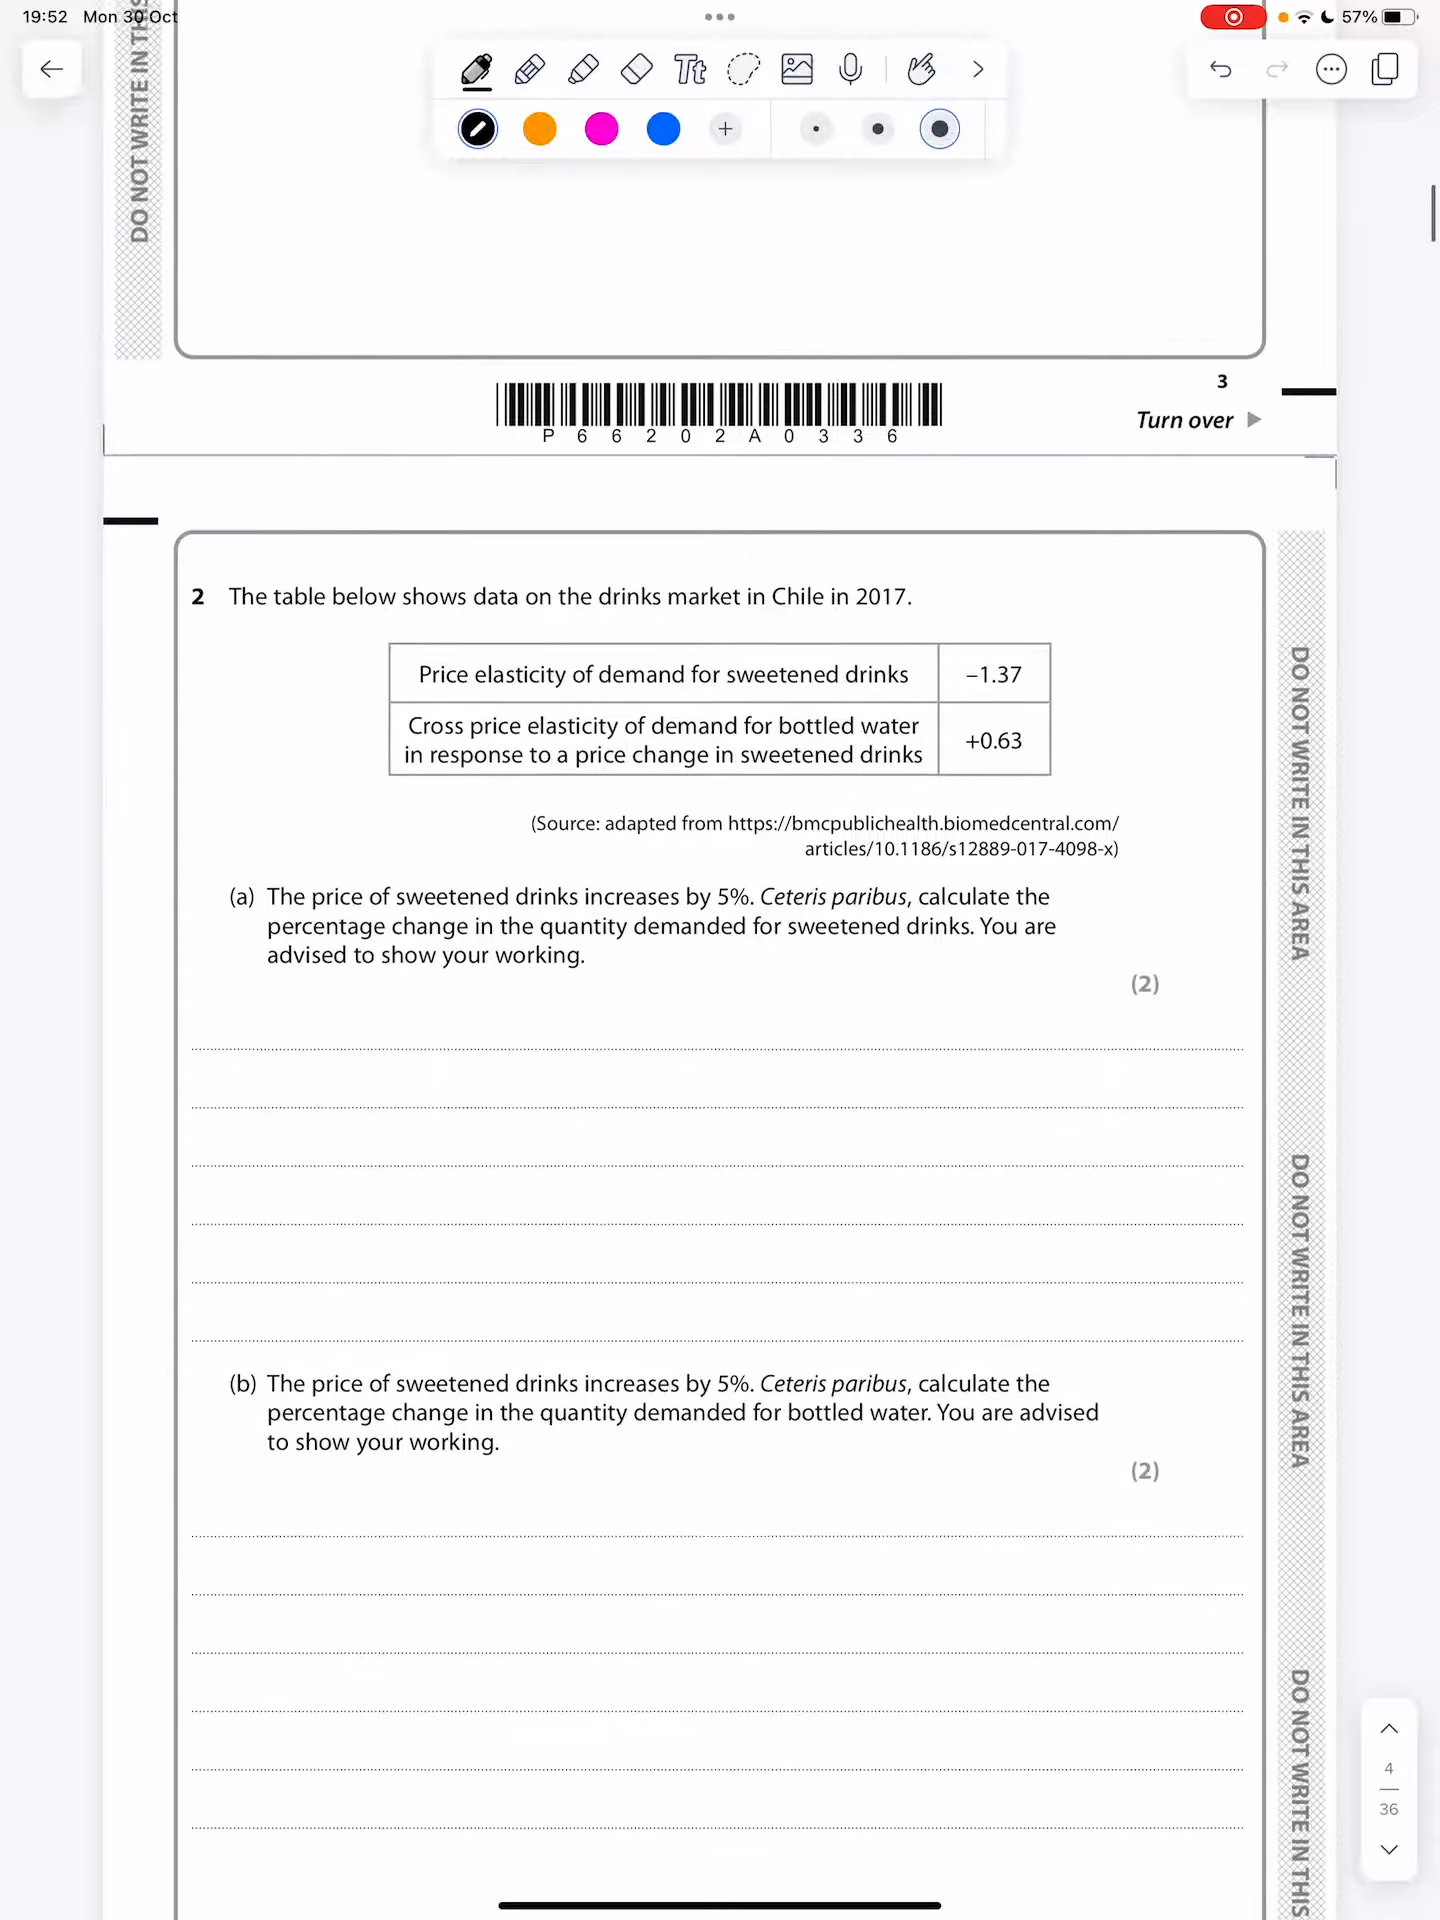 19:52 Mon 30 Oct
57%
Tt
DO NOT WRITE IN THIS
3
P 6 6 2 0 2 A 0 3 3 6
Turn over
2 The table below shows data on the drinks market in Chile in 2017.
Price elasticity of demand for sweetened drinks –1.37
Cross price elasticity of demand for bottled water
in response to a price change in sweetened drinks +0.63
(Source: adapted from https://bmcpublichealth.biomedcentral.com/
articles/10.1186/s12889-017-4098-x)
(a) The price of sweetened drinks increases by 5%. Ceteris paribus, calculate the
percentage change in the quantity demanded for sweetened drinks. You are
advised to show your working.
(2)
(b) The price of sweetened drinks increases by 5%. Ceteris paribus, calculate the
percentage change in the quantity demanded for bottled water. You are advised
to show your working.
(2)
DO NOT WRITE IN THIS AREA
DO NOT WRITE IN THIS AREA
DO NOT WRITE IN THIS
4
36